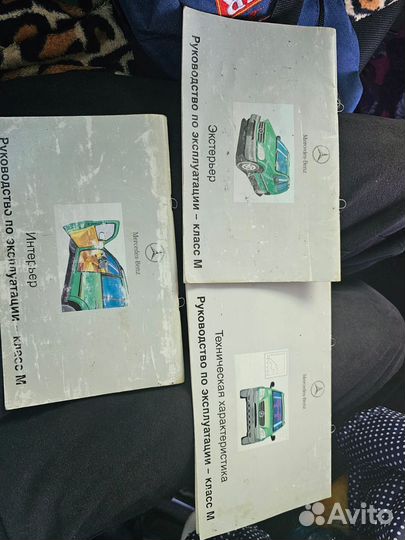 Mercedes-Benz
Экстерьер
Руководство по эксплуатации – класс М
Mercedes-Benz
Интерьер
Руководство по эксплуатации – класс М
Mercedes-Benz
Техническая характеристика
Руководство по эксплуатации – класс М
Avito